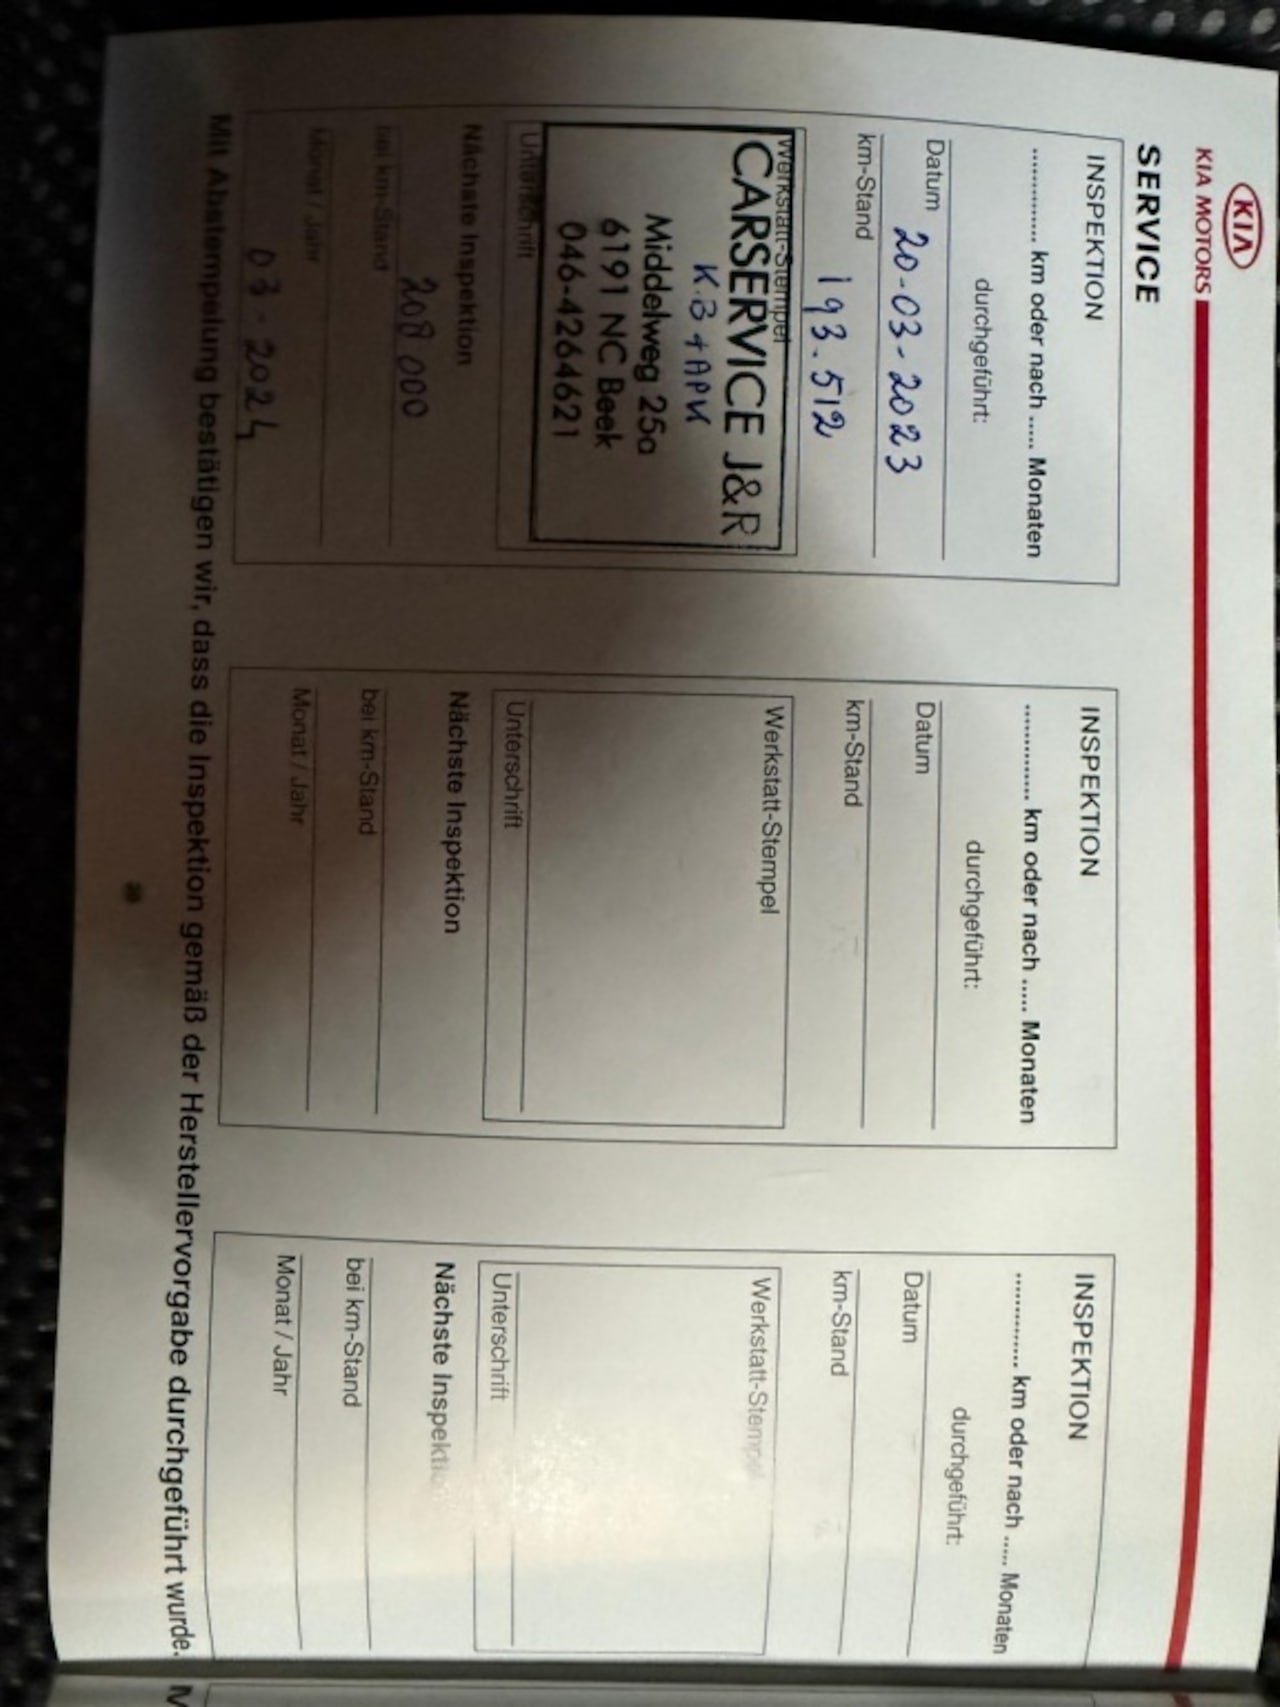 KIA
KIA MOTORS
SERVICE
INSPEKTION
............. km oder nach ..... Monaten
durchgeführt:
Datum 20-03-2023
km-Stand 193.512
Werkstatt-Stempel
CARSERVICE J&R
K.B + APK
Middelweg 25a
6191 NC Beek
046-4264621
Unterschrift
Nächste Inspektion
208 000
bei km-Stand
Monat / Jahr
03-2024
INSPEKTION
............. km oder nach ..... Monaten
durchgeführt:
Datum
km-Stand
Werkstatt-Stempel
Unterschrift
Nächste Inspektion
bei km-Stand
Monat / Jahr
INSPEKTION
............. km oder nach ..... Monaten
durchgeführt:
Datum
km-Stand
Werkstatt-Stempel
Unterschrift
Nächste Inspektion
bei km-Stand
Monat / Jahr
Mit Abstempelung bestätigen wir, dass die Inspektion gemäß der Herstellervorgabe durchgeführt wurde.